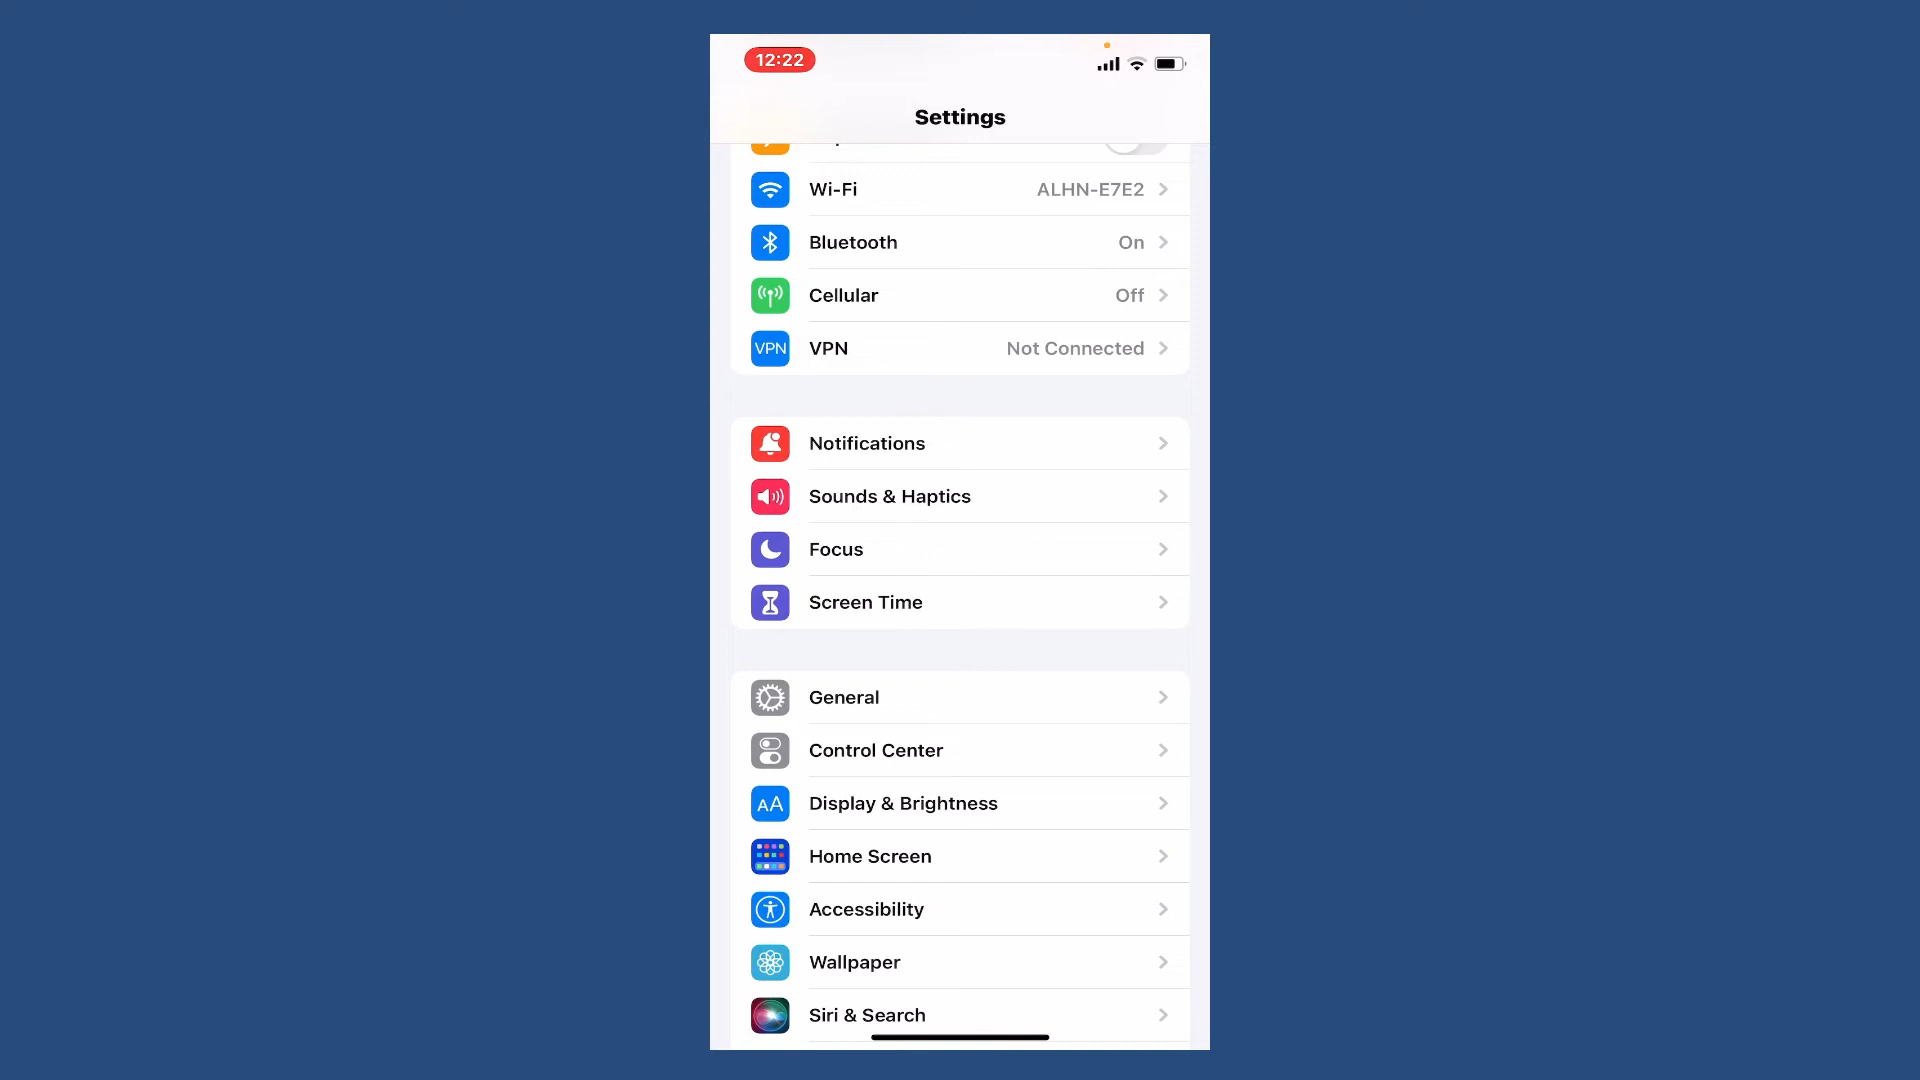 12:22
Settings
Wi-Fi ALHN-E7E2
Bluetooth On
Cellular Off
VPN VPN Not Connected
Notifications
Sounds & Haptics
Focus
Screen Time
General
Control Center
AA Display & Brightness
Home Screen
Accessibility
Wallpaper
Siri & Search